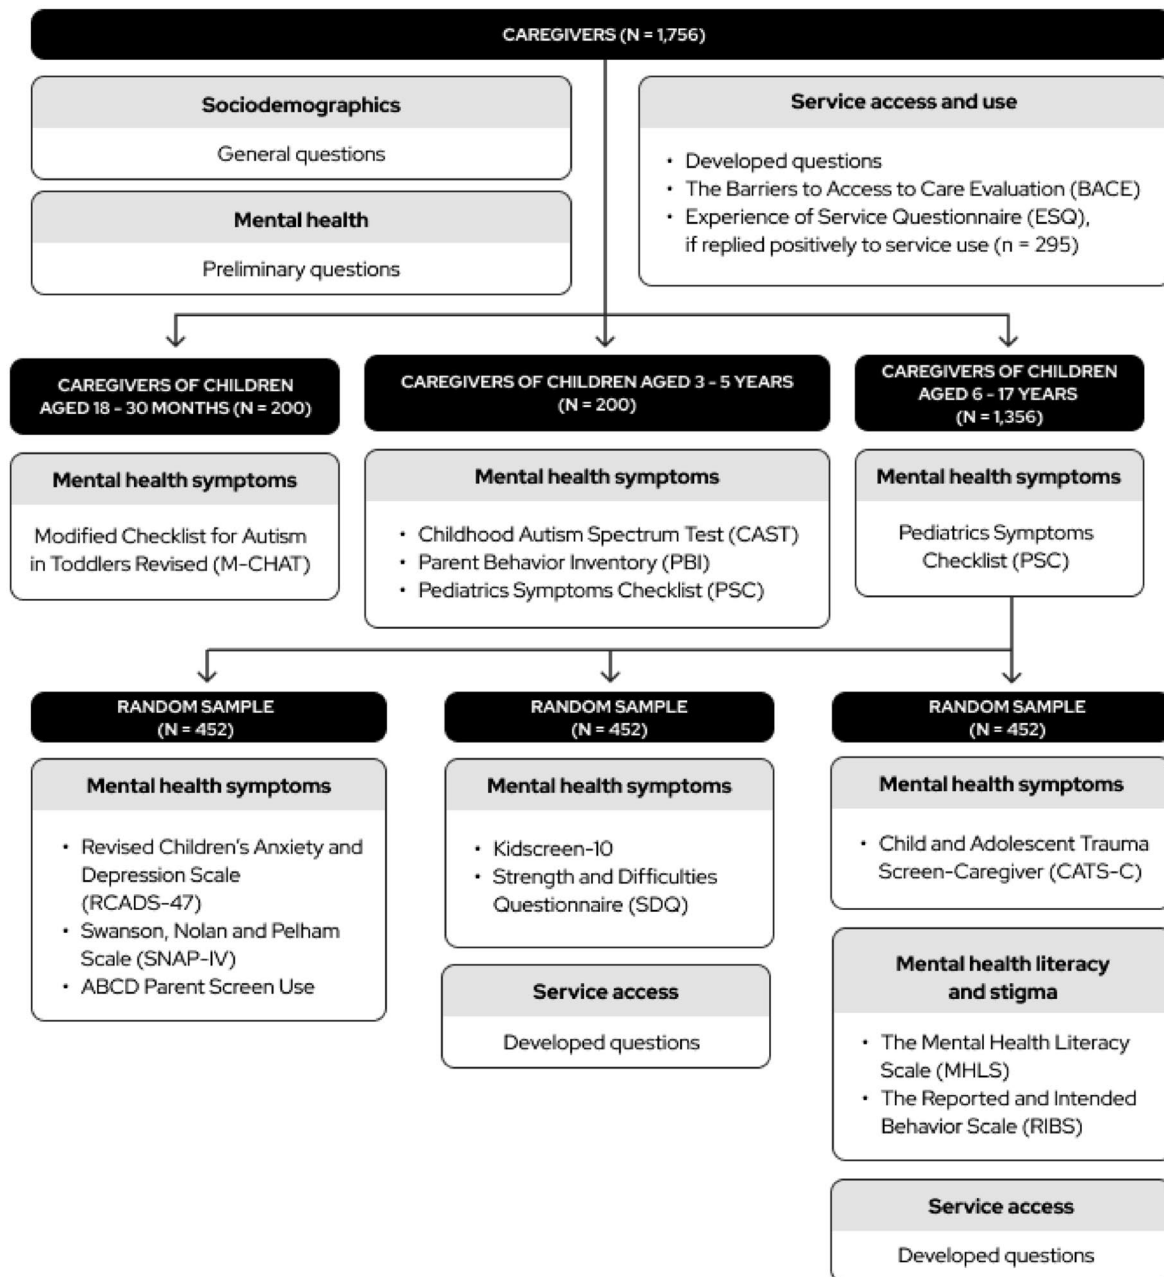 CAREGIVERS (N = 1,756)
Sociodemographics
General questions
Mental health
Preliminary questions
Service access and use
• Developed questions
• The Barriers to Access to Care Evaluation (BACE)
• Experience of Service Questionnaire (ESQ),
if replied positively to service use (n = 295)
CAREGIVERS OF CHILDREN
AGED 18 - 30 MONTHS (N = 200)
Mental health symptoms
Modified Checklist for Autism
in Toddlers Revised (M-CHAT)
CAREGIVERS OF CHILDREN AGED 3 - 5 YEARS
(N = 200)
Mental health symptoms
• Childhood Autism Spectrum Test (CAST)
• Parent Behavior Inventory (PBI)
• Pediatrics Symptoms Checklist (PSC)
CAREGIVERS OF CHILDREN
AGED 6 - 17 YEARS
(N = 1,356)
Mental health symptoms
Pediatrics Symptoms
Checklist (PSC)
RANDOM SAMPLE
(N = 452)
Mental health symptoms
• Revised Children's Anxiety and
Depression Scale
(RCADS-47)
• Swanson, Nolan and Pelham
Scale (SNAP-IV)
• ABCD Parent Screen Use
RANDOM SAMPLE
(N = 452)
Mental health symptoms
• Kidscreen-10
• Strength and Difficulties
Questionnaire (SDQ)
Service access
Developed questions
RANDOM SAMPLE
(N = 452)
Mental health symptoms
• Child and Adolescent Trauma
Screen-Caregiver (CATS-C)
Mental health literacy
and stigma
• The Mental Health Literacy
Scale (MHLS)
• The Reported and Intended
Behavior Scale (RIBS)
Service access
Developed questions